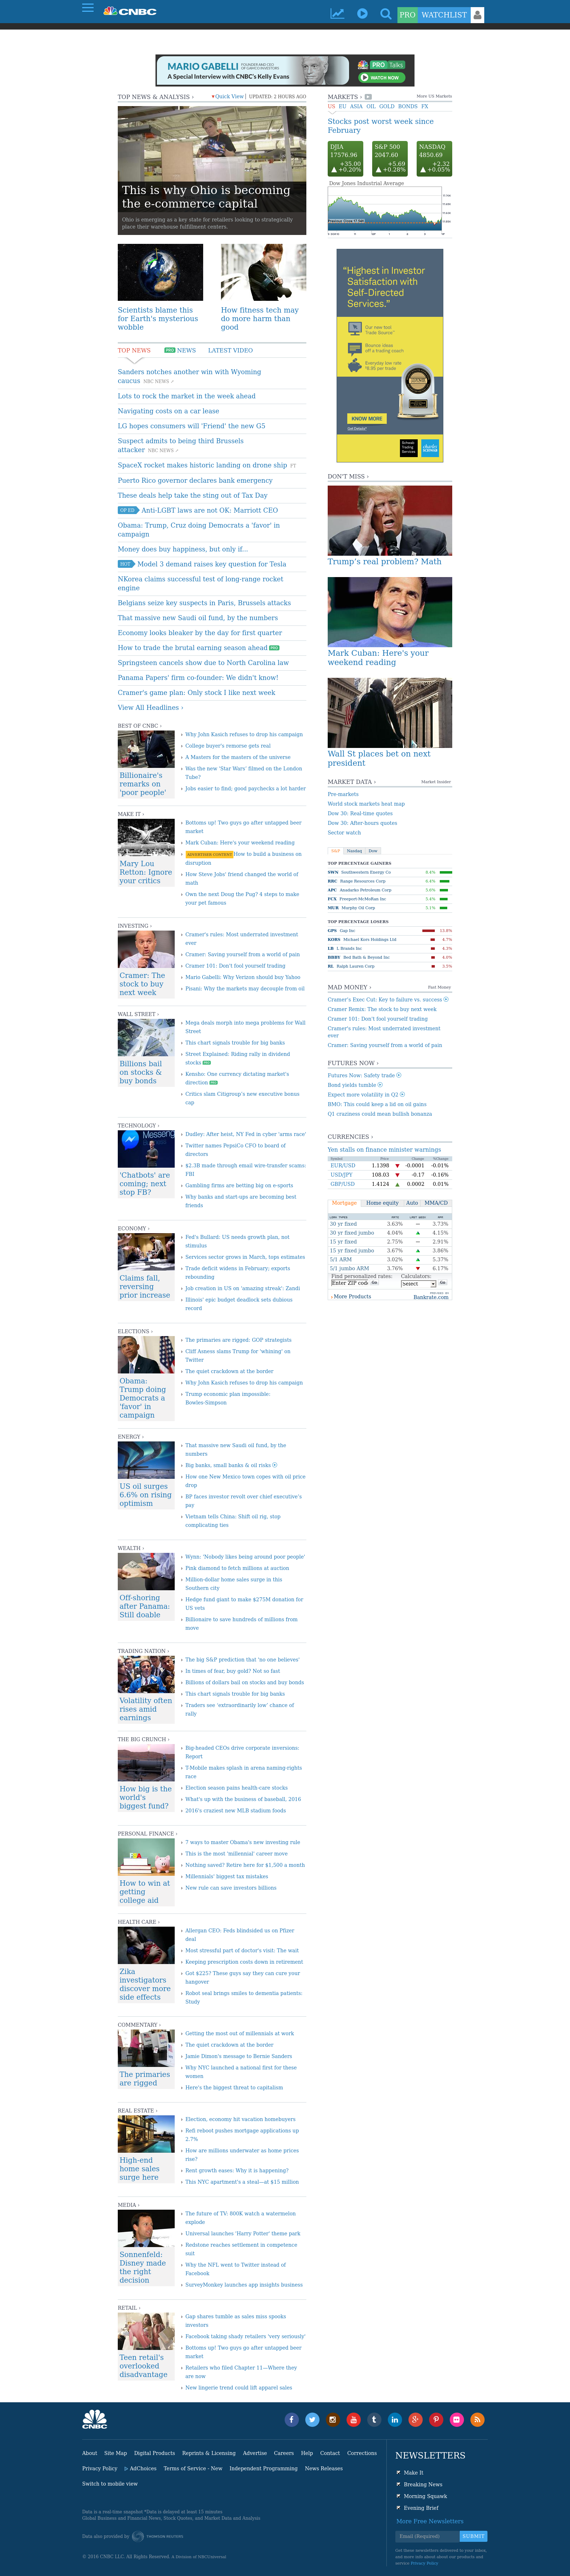 CNBC
PRO
WATCHLIST
MARIO GABELLI FOUNDER AND CEO
A Special Interview with CNBC's Kelly Evans
PRO Talks
WATCH NOW
TOP NEWS & ANALYSIS ›
Quick View | UPDATED: 2 HOURS AGO
This is why Ohio is becoming
the e-commerce capital
Ohio is emerging as a key state for retailers looking to strategically
place their warehouse fulfillment centers.
Scientists blame this
for Earth's mysterious
wobble
How fitness tech may
do more harm than
good
TOP NEWS
PRO NEWS
LATEST VIDEO
Sanders notches another win with Wyoming
caucus NBC NEWS
Lots to rock the market in the week ahead
Navigating costs on a car lease
LG hopes consumers will 'Friend' the new G5
Suspect admits to being third Brussels
attacker NBC NEWS
SpaceX rocket makes historic landing on drone ship FT
Puerto Rico governor declares bank emergency
These deals help take the sting out of Tax Day
OP ED Anti-LGBT laws are not OK: Marriott CEO
Obama: Trump, Cruz doing Democrats a 'favor' in
campaign
Money does buy happiness, but only if...
HOT Model 3 demand raises key question for Tesla
NKorea claims successful test of long-range rocket
engine
Belgians seize key suspects in Paris, Brussels attacks
That massive new Saudi oil fund, by the numbers
Economy looks bleaker by the day for first quarter
How to trade the brutal earning season ahead PRO
Springsteen cancels show due to North Carolina law
Panama Papers' firm co-founder: We didn't know!
Cramer's game plan: Only stock I like next week
View All Headlines ›
BEST OF CNBC ›
Billionaire's
remarks on
'poor people'
Why John Kasich refuses to drop his campaign
College buyer's remorse gets real
A Masters for the masters of the universe
Was the new 'Star Wars' filmed on the London
Tube?
Jobs easier to find; good paychecks a lot harder
MAKE IT ›
Mary Lou
Retton: Ignore
your critics
Bottoms up! Two guys go after untapped beer
market
Mark Cuban: Here's your weekend reading
ADVERTISER CONTENT How to build a business on
disruption
How Steve Jobs' friend changed the world of
math
Own the next Doug the Pug? 4 steps to make
your pet famous
INVESTING ›
Cramer: The
stock to buy
next week
Cramer's rules: Most underrated investment
ever
Cramer: Saving yourself from a world of pain
Cramer 101: Don't fool yourself trading
Mario Gabelli: Why Verizon should buy Yahoo
Pisani: Why the markets may decouple from oil
WALL STREET ›
Billions bail
on stocks &
buy bonds
Mega deals morph into mega problems for Wall
Street
This chart signals trouble for big banks
Street Explained: Riding rally in dividend
stocks PRO
Kensho: One currency dictating market's
direction PRO
Critics slam Citigroup's new executive bonus
cap
TECHNOLOGY ›
'Chatbots' are
coming; next
stop FB?
Dudley: After heist, NY Fed in cyber 'arms race'
Twitter names PepsiCo CFO to board of
directors
$2.3B made through email wire-transfer scams:
FBI
Gambling firms are betting big on e-sports
Why banks and start-ups are becoming best
friends
ECONOMY ›
Claims fall,
reversing
prior increase
Fed's Bullard: US needs growth plan, not
stimulus
Services sector grows in March, tops estimates
Trade deficit widens in February; exports
rebounding
Job creation in US on 'amazing streak': Zandi
Illinois' epic budget deadlock sets dubious
record
ELECTIONS ›
Obama:
Trump doing
Democrats a
'favor' in
campaign
The primaries are rigged: GOP strategists
Cliff Asness slams Trump for 'whining' on
Twitter
The quiet crackdown at the border
Why John Kasich refuses to drop his campaign
Trump economic plan impossible:
Bowles-Simpson
ENERGY ›
US oil surges
6.6% on rising
optimism
That massive new Saudi oil fund, by the
numbers
Big banks, small banks & oil risks
How one New Mexico town copes with oil price
drop
BP faces investor revolt over chief executive's
pay
Vietnam tells China: Shift oil rig, stop
complicating ties
WEALTH ›
Off-shoring
after Panama:
Still doable
Wynn: 'Nobody likes being around poor people'
Pink diamond to fetch millions at auction
Million-dollar home sales surge in this
Southern city
Hedge fund giant to make $275M donation for
US vets
Billionaire to save hundreds of millions from
move
TRADING NATION ›
Volatility often
rises amid
earnings
The big S&P prediction that 'no one believes'
In times of fear, buy gold? Not so fast
Billions of dollars bail on stocks and buy bonds
This chart signals trouble for big banks
Traders see 'extraordinarily low' chance of
rally
THE BIG CRUNCH ›
How big is the
world's
biggest fund?
Big-headed CEOs drive corporate inversions:
Report
T-Mobile makes splash in arena naming-rights
race
Election season pains health-care stocks
What's up with the business of baseball, 2016
2016's craziest new MLB stadium foods
PERSONAL FINANCE ›
How to win at
getting
college aid
7 ways to master Obama's new investing rule
This is the most 'millennial' career move
Nothing saved? Retire here for $1,500 a month
Millennials' biggest tax mistakes
New rule can save investors billions
HEALTH CARE ›
Zika
investigators
discover more
side effects
Allergan CEO: Feds blindsided us on Pfizer
deal
Most stressful part of doctor's visit: The wait
Keeping prescription costs down in retirement
Got $225? These guys say they can cure your
hangover
Robot seal brings smiles to dementia patients:
Study
COMMENTARY ›
The primaries
are rigged
Getting the most out of millennials at work
The quiet crackdown at the border
Jamie Dimon's message to Bernie Sanders
Why NYC launched a national first for these
women
Here's the biggest threat to capitalism
REAL ESTATE ›
High-end
home sales
surge here
Election, economy hit vacation homebuyers
Refi reboot pushes mortgage applications up
2.7%
How are millions underwater as home prices
rise?
Rent growth eases: Why it is happening?
This NYC apartment's a steal—at $15 million
MEDIA ›
Sonnenfeld:
Disney made
the right
decision
The future of TV: 800K watch a watermelon
explode
Universal launches 'Harry Potter' theme park
Redstone reaches settlement in competence
suit
Why the NFL went to Twitter instead of
Facebook
SurveyMonkey launches app insights business
RETAIL ›
Teen retail's
overlooked
disadvantage
Gap shares tumble as sales miss spooks
investors
Facebook taking shady retailers 'very seriously'
Bottoms up! Two guys go after untapped beer
market
Retailers who filed Chapter 11—Where they
are now
New lingerie trend could lift apparel sales
MARKETS ›
More US Markets
US EU ASIA OIL GOLD BONDS FX
Stocks post worst week since
February
DJIA
17576.96
+35.00
+0.20%
S&P 500
2047.60
+5.69
+0.28%
NASDAQ
4850.69
+2.32
+0.05%
Dow Jones Industrial Average
"Highest in Investor
Satisfaction with
Self-Directed
Services."
Our new fool
Trade Source
Bounce ideas
off a trading coach
Everyday low rate
$8.95 per trade
KNOW MORE
Get Details
charles SCHWAB
DON'T MISS ›
Trump's real problem? Math
Mark Cuban: Here's your
weekend reading
Wall St places bet on next
president
MARKET DATA ›
Market Insider
Pre-markets
World stock markets heat map
Dow 30: Real-time quotes
Dow 30: After-hours quotes
Sector watch
S&P Nasdaq Dow
TOP PERCENTAGE GAINERS
SWN Southwestern Energy Co 8.4%
RRC Range Resources Corp 6.4%
APC Anadarko Petroleum Corp 5.6%
FCX Freeport-McMoRan Inc 5.4%
MUR Murphy Oil Corp 5.1%
TOP PERCENTAGE LOSERS
GPS Gap Inc 13.8%
KORS Michael Kors Holdings Ltd 4.7%
LB L Brands Inc 4.3%
BBBY Bed Bath & Beyond Inc 4.0%
RL Ralph Lauren Corp 3.5%
MAD MONEY ›
Fast Money
Cramer's Exec Cut: Key to failure vs. success
Cramer Remix: The stock to buy next week
Cramer 101: Don't fool yourself trading
Cramer's rules: Most underrated investment
ever
Cramer: Saving yourself from a world of pain
FUTURES NOW ›
Futures Now: Safety trade
Bond yields tumble
Expect more volatility in Q2
BMO: This could keep a lid on oil gains
Q1 craziness could mean bullish bonanza
CURRENCIES ›
Yen stalls on finance minister warnings
Symbol Price Change %Change
EUR/USD 1.1398 -0.0001 -0.01%
USD/JPY 108.03 -0.17 -0.16%
GBP/USD 1.4124 0.0002 0.01%
Mortgage Home equity Auto MMA/CD
30 yr fixed 3.63% — 3.73%
30 yr fixed jumbo 4.04% 4.15%
15 yr fixed 2.75% — 2.91%
15 yr fixed jumbo 3.67% 3.86%
5/1 ARM 3.02% 5.37%
5/1 jumbo ARM 3.76% 6.17%
Find personalized rates:
Calculators:
Enter ZIP code Go
Select Go
› More Products
Bankrate.com
CNBC
About Site Map Digital Products Reprints & Licensing Advertise Careers Help Contact Corrections
Privacy Policy AdChoices Terms of Service - New Independent Programming News Releases
Switch to mobile view
Data is a real-time snapshot *Data is delayed at least 15 minutes
Global Business and Financial News, Stock Quotes, and Market Data and Analysis
Data also provided by THOMSON REUTERS
© 2016 CNBC LLC. All Rights Reserved. A Division of NBCUniversal
NEWSLETTERS
Make It
Breaking News
Morning Squawk
Evening Brief
More Free Newsletters
Email (Required)
SUBMIT
Get these newsletters delivered to your inbox,
and more info about about our products and
service Privacy Policy